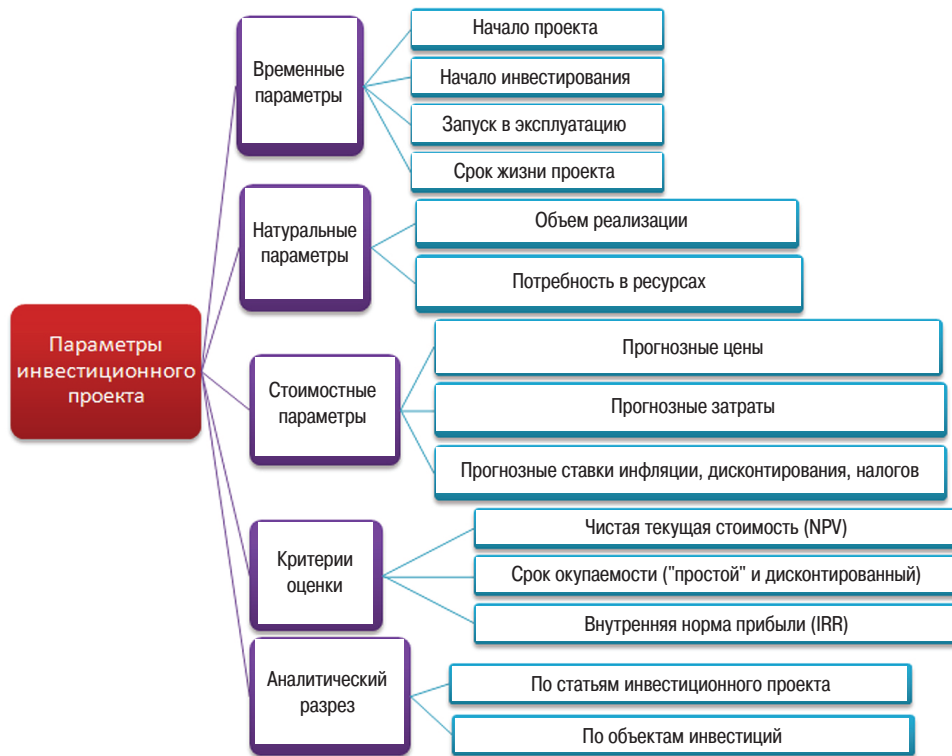 Параметры
инвестиционного
проекта
Временные
параметры
Начало проекта
Начало инвестирования
Запуск в эксплуатацию
Срок жизни проекта
Натуральные
параметры
Объем реализации
Потребность в ресурсах
Стоимостные
параметры
Прогнозные цены
Прогнозные затраты
Прогнозные ставки инфляции, дисконтирования, налогов
Критерии
оценки
Чистая текущая стоимость (NPV)
Срок окупаемости ("простой" и дисконтированный)
Внутренняя норма прибыли (IRR)
Аналитический
разрез
По статьям инвестиционного проекта
По объектам инвестиций